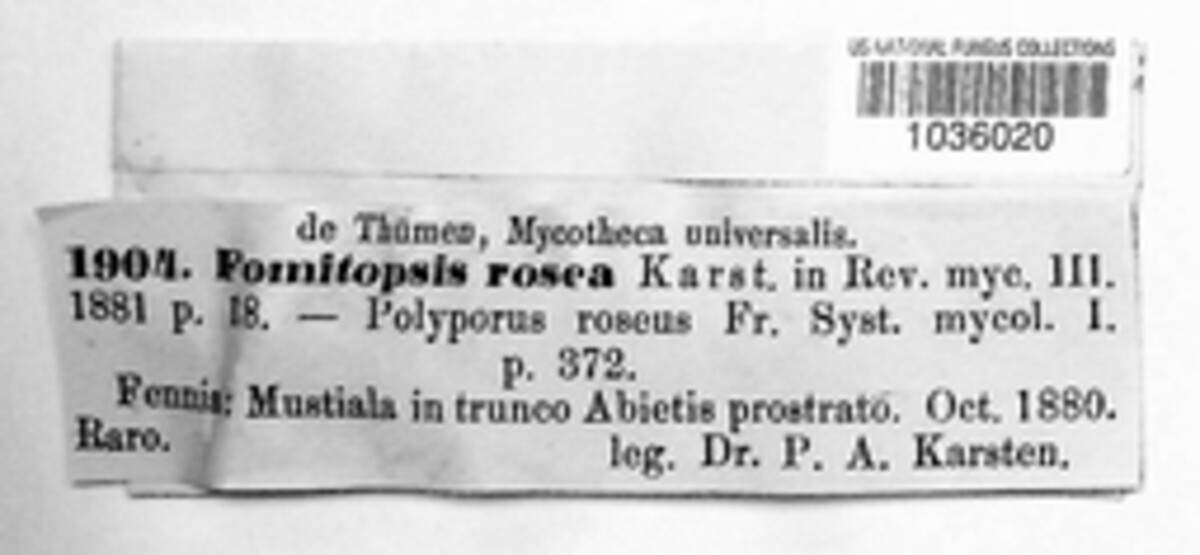 US NATIONAL FUNGUS COLLECTIONS
1036020
de Thümen, Mycotheca universalis.
1904. Fomitopsis rosea Karst. in Rev. myc. III.
1881 p. 18. — Polyporus roseus Fr. Syst. mycol. I.
p. 372.
Fennia: Mustiala in trunco Abietis prostrato. Oct. 1880.
Raro. leg. Dr. P. A. Karsten.